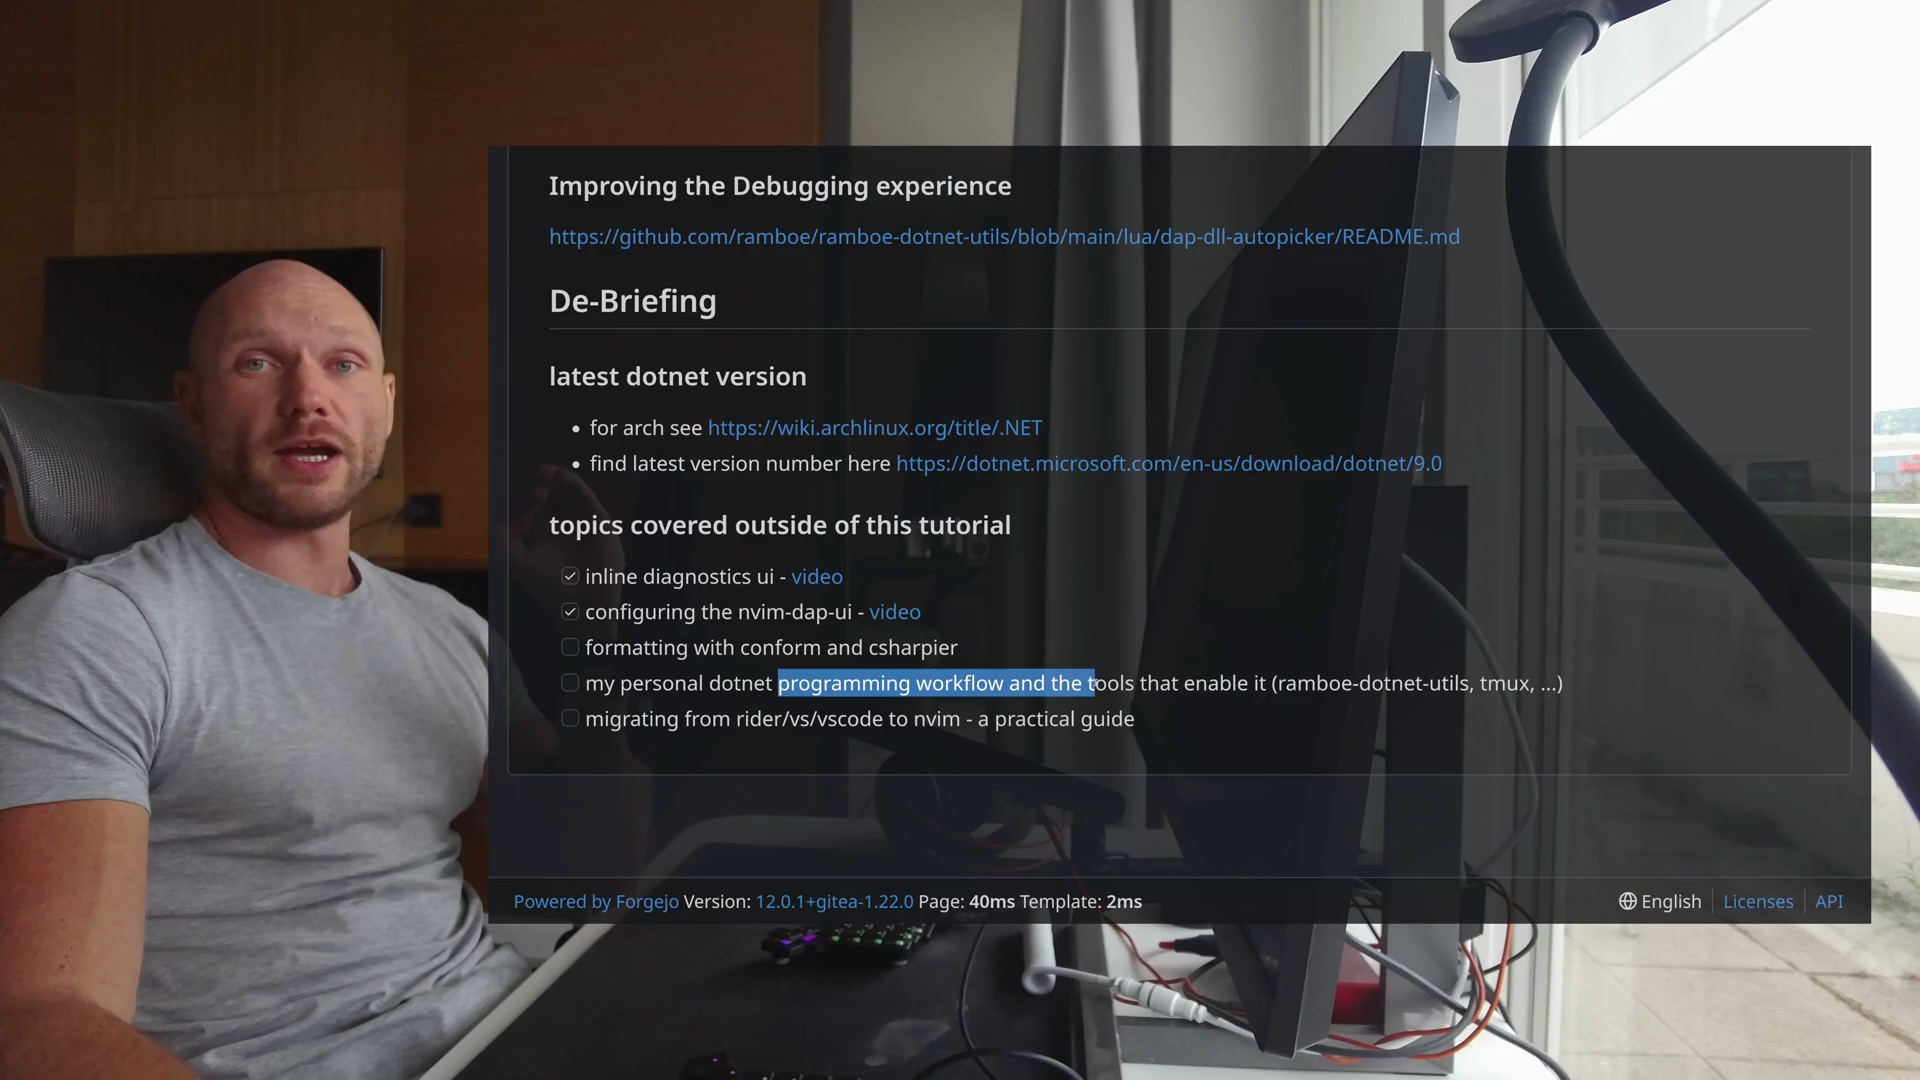 Improving the Debugging experience
https://github.com/ramboe/ramboe-dotnet-utils/blob/main/lua/dap-dll-autopicker/README.md
De-Briefing
latest dotnet version
for arch see https://wiki.archlinux.org/title/.NET
find latest version number here https://dotnet.microsoft.com/en-us/download/dotnet/9.0
topics covered outside of this tutorial
inline diagnostics ui - video
configuring the nvim-dap-ui - video
formatting with conform and csharpier
my personal dotnet programming workflow and the tools that enable it (ramboe-dotnet-utils, tmux, ...)
migrating from rider/vs/vscode to nvim - a practical guide
Powered by Forgejo Version: 12.0.1+gitea-1.22.0 Page: 40ms Template: 2ms
English Licenses API